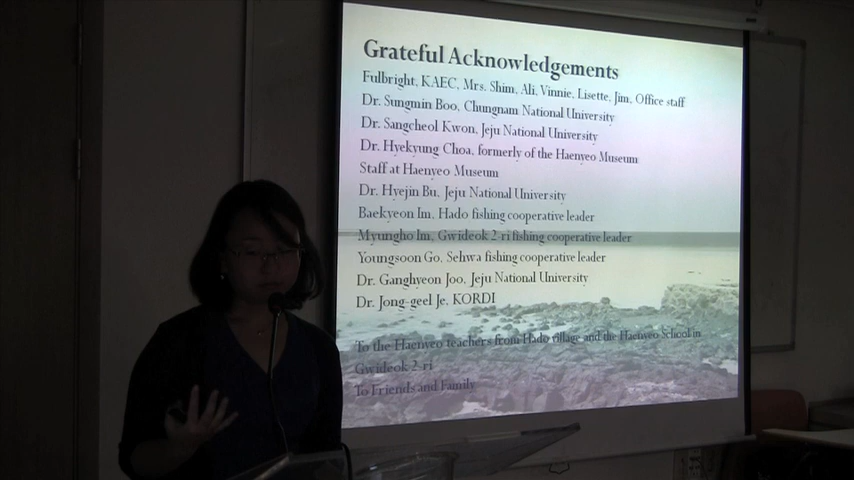 Grateful Acknowledgements
Fulbright, KAEC, Mrs. Shim, Ali, Vinnie, Lisette, Jim, Office staff
Dr. Sungmin Boo, Chungnam National University
Dr. Sangcheol Kwon, Jeju National University
Dr. Hyekyung Choa, formerly of the Haenyeo Museum
Staff at Haenyeo Museum
Dr. Hyejin Bu, Jeju National University
Baekyeon Im, Hado fishing cooperative leader
Myungho Im, Gwideok 2-ri fishing cooperative leader
Youngsoon Go, Sehwa fishing cooperative leader
Dr. Ganghyeon Joo, Jeju National University
Dr. Jong-geel Je, KORDI
To the Haenyeo teachers from Hado village and the Haenyeo School in
Gwideok 2-ri
To Friends and Family